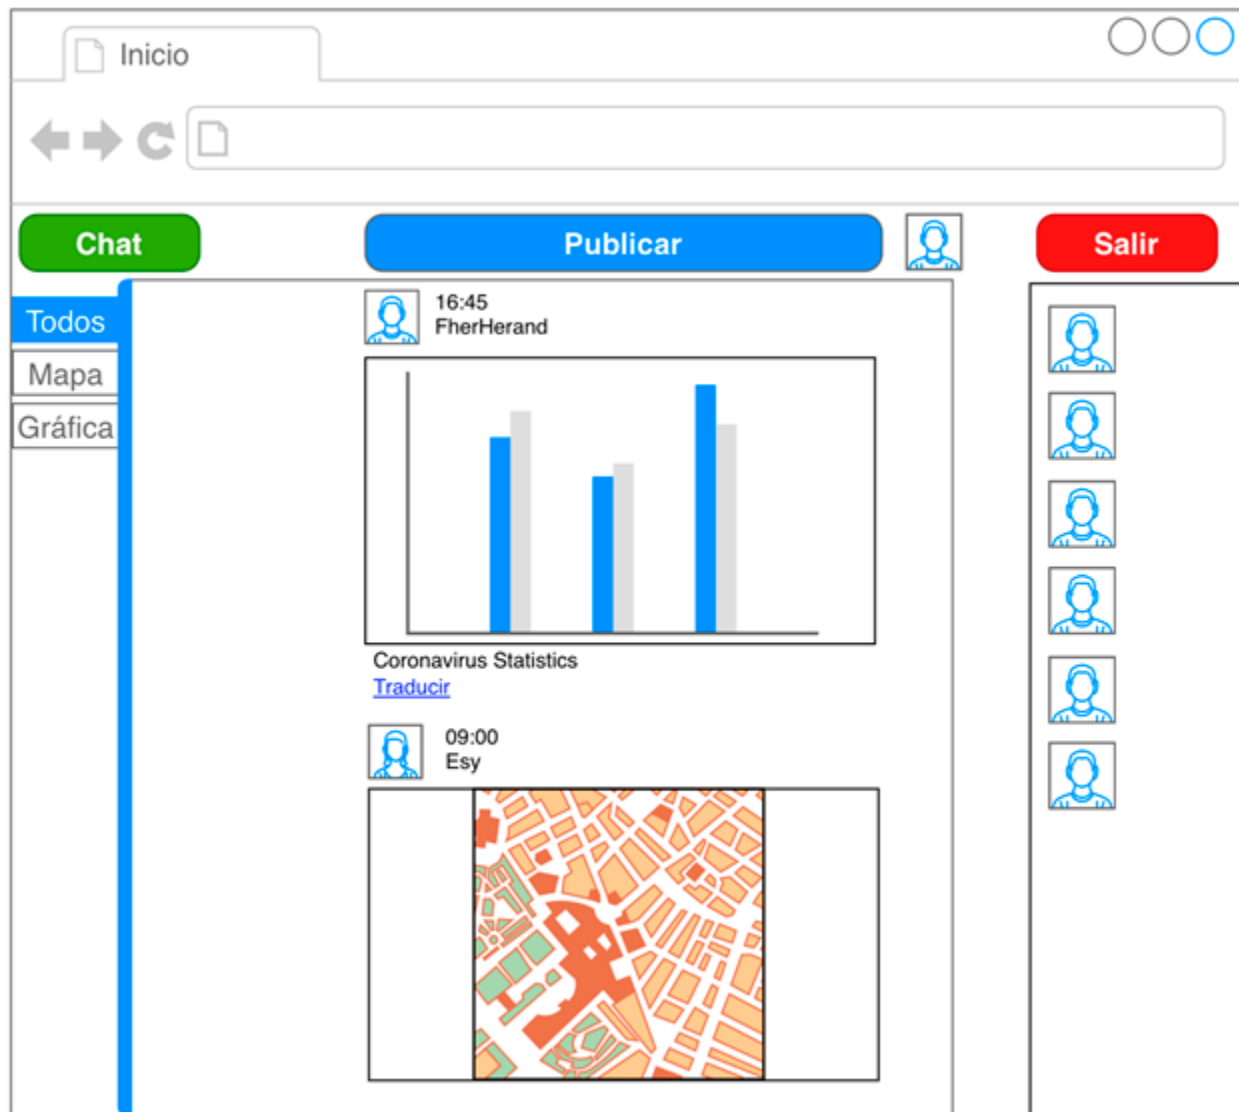 Inicio
Chat
Publicar
Salir
Todos
Mapa
Gráfica
16:45
FherHerand
Coronavirus Statistics
Traducir
09:00
Esy